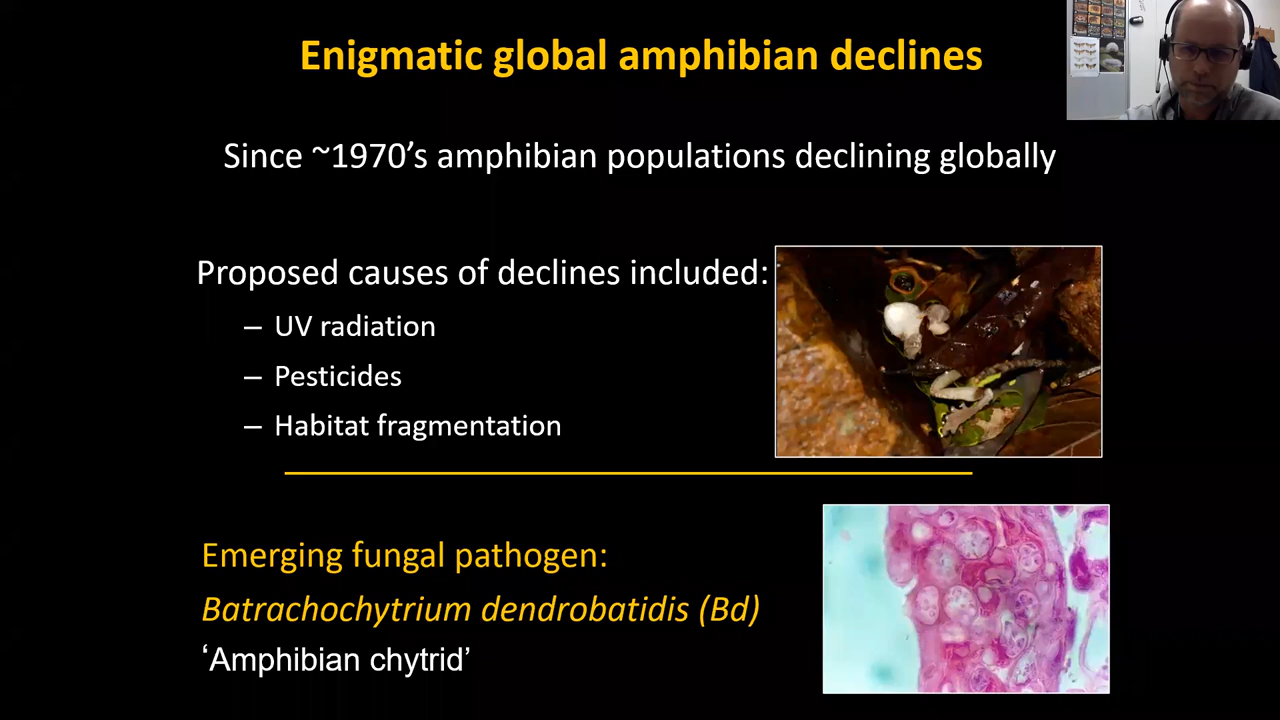 Enigmatic global amphibian declines
Since ~1970’s amphibian populations declining globally
Proposed causes of declines included:
– UV radiation
– Pesticides
– Habitat fragmentation
Emerging fungal pathogen:
Batrachochytrium dendrobatidis (Bd)
‘Amphibian chytrid’